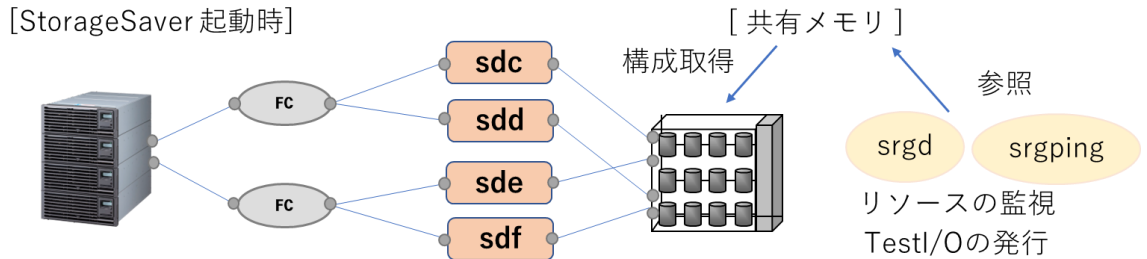 [StorageSaver 起動時]
[ 共有メモリ ]
構成取得
参照
FC
FC
sdc
sdd
sde
sdf
srgd
srgping
リソースの監視
TestI/Oの発行